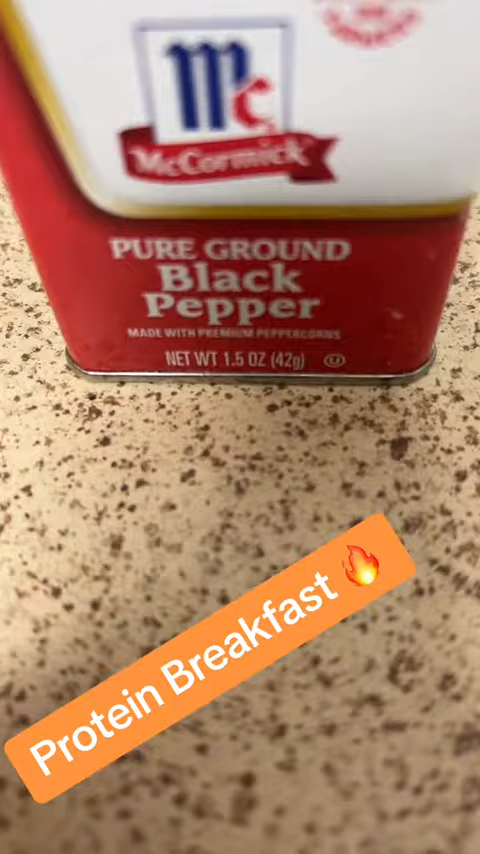 Mc
McCormick
PURE GROUND
Black
Pepper
MADE WITH PREMIUM PEPPERCORNS
NET WT 1.5 OZ (42g) U
Protein Breakfast 🔥